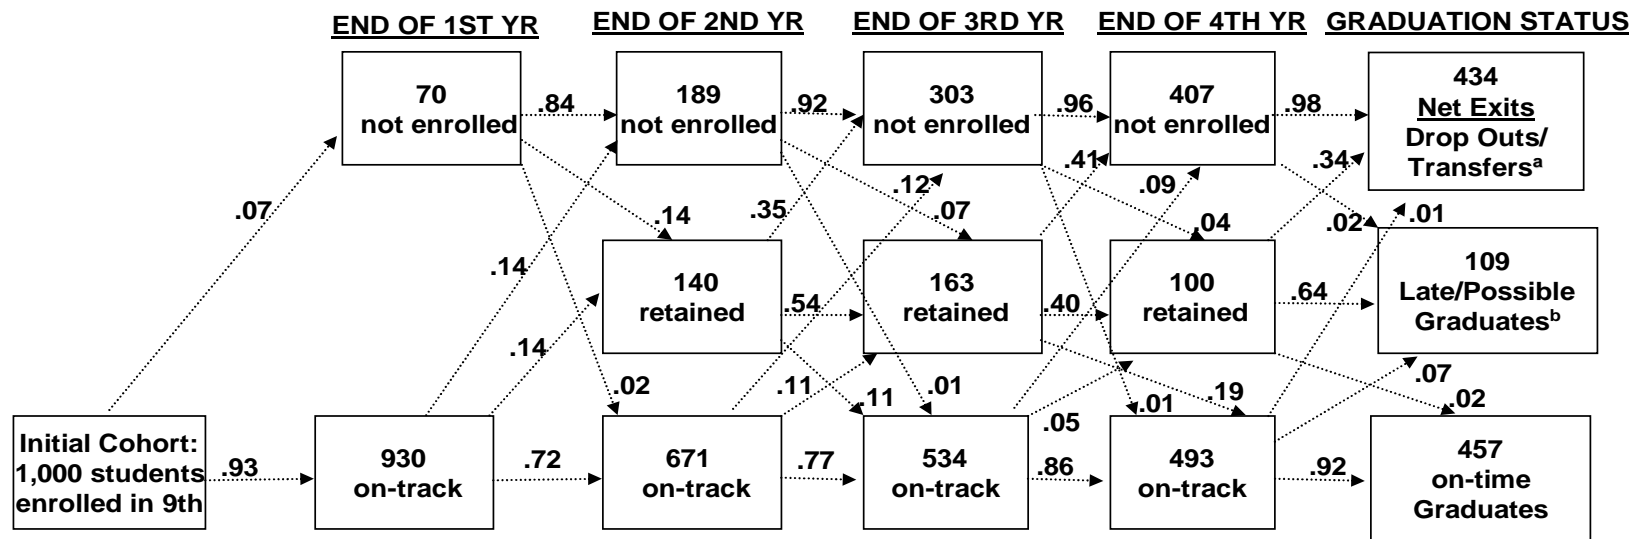 END OF 1ST YR
END OF 2ND YR
END OF 3RD YR
END OF 4TH YR
GRADUATION STATUS
70
not enrolled
189
not enrolled
303
not enrolled
407
not enrolled
434
Net Exits
Drop Outs/
Transfersᵃ
.84
.92
.96
.98
.41
.34
.07
.14
.35
.12
.07
.09
.04
.02
.01
.14
140
retained
163
retained
100
retained
109
Late/Possible
Graduatesᵇ
.54
.40
.64
.14
.02
.11
.11
.01
.05
.01
.19
.07
.02
Initial Cohort:
1,000 students
enrolled in 9th
.93
930
on-track
.72
671
on-track
.77
534
on-track
.86
493
on-track
.92
457
on-time
Graduates